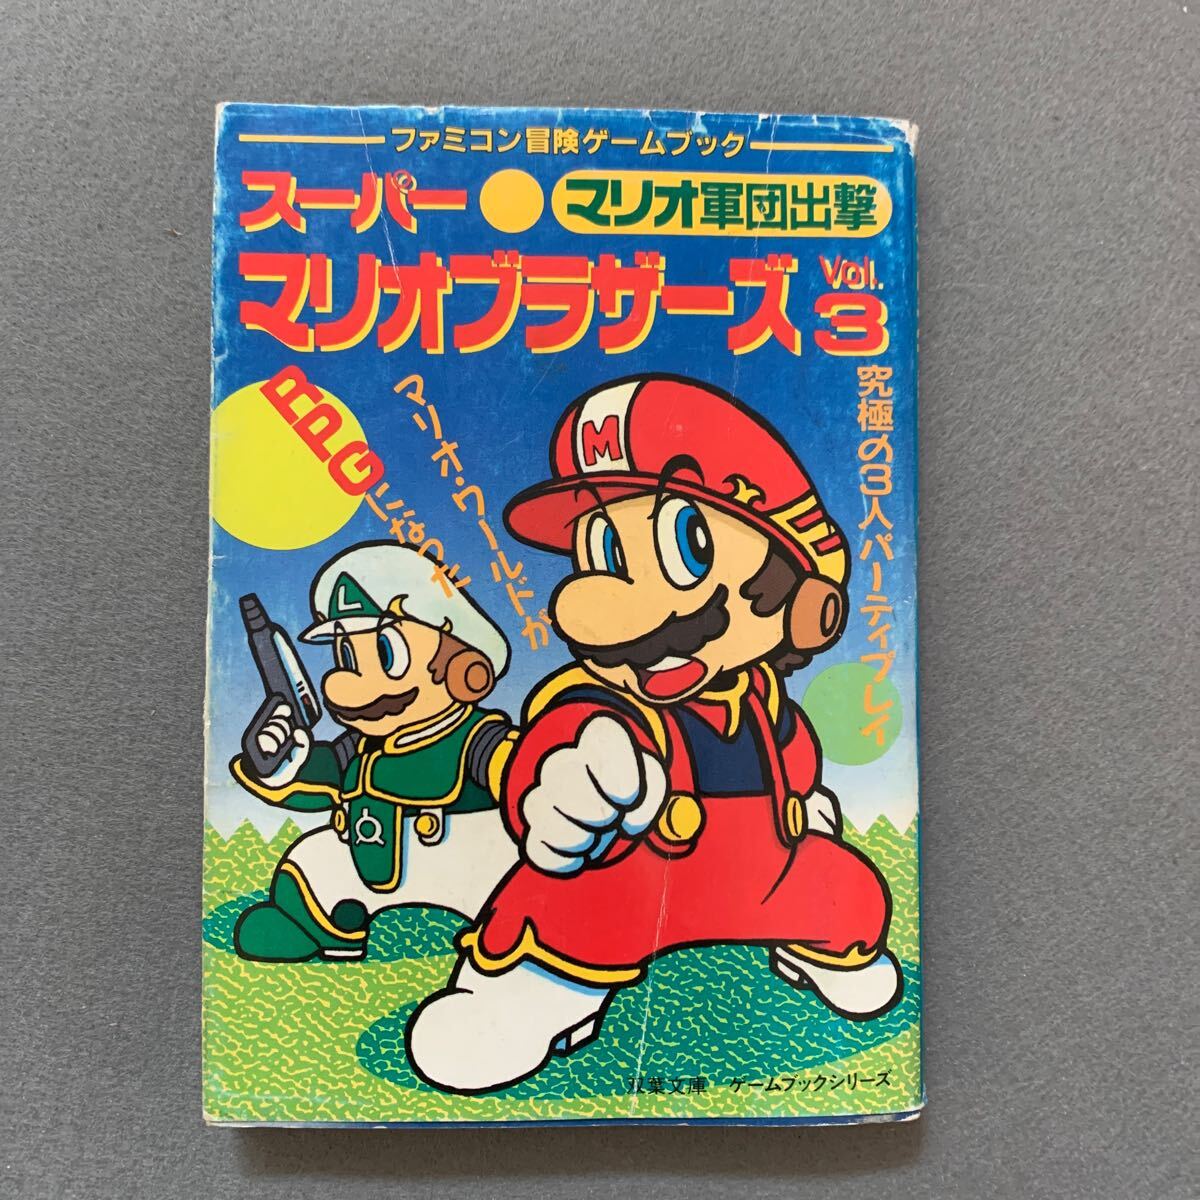 ファミコン冒険ゲームブック
スーパー
マリオ軍団出撃
マリオブラザーズ
Vol.
3
RPGになった
マリオ・ワールドが
究極の3人パーティプレイ
M
L
双葉文庫 ゲームブックシリーズ